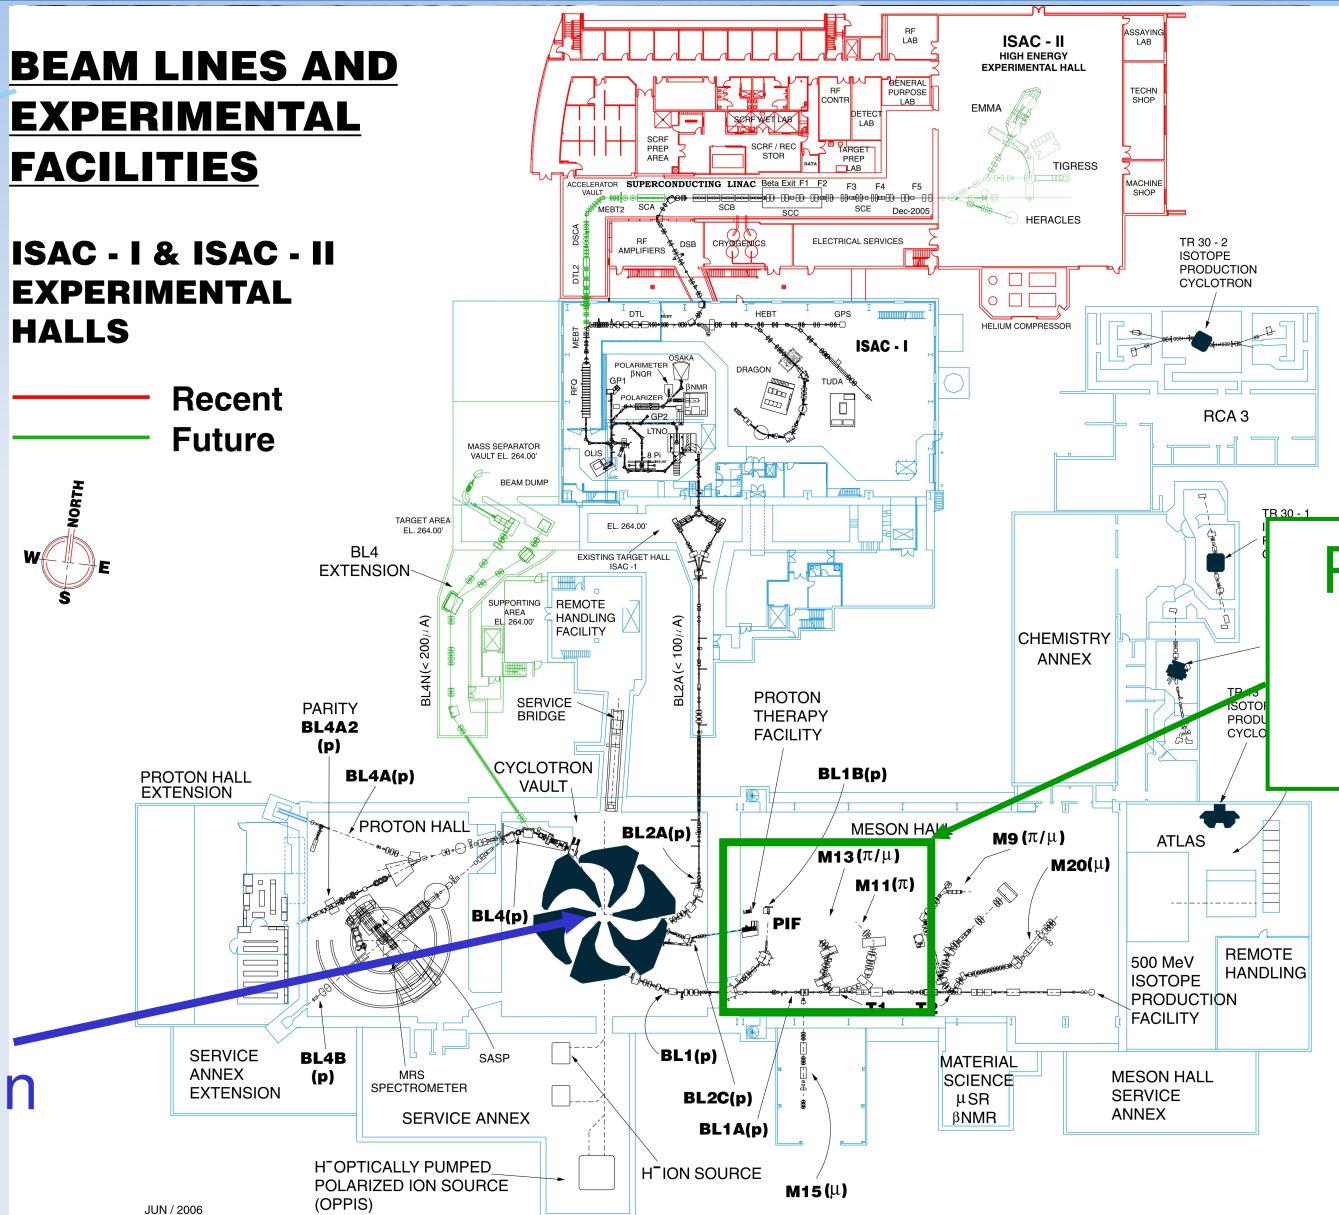 BEAM LINES AND
EXPERIMENTAL
FACILITIES
ISAC - I & ISAC - II
EXPERIMENTAL
HALLS
Recent
Future
NORTH
W
E
S
RF
LAB
ISAC - II
HIGH ENERGY
EXPERIMENTAL HALL
ASSAYING
LAB
TECHN
SHOP
MACHINE
SHOP
GENERAL
PURPOSE
LAB
RF
CONTR
DETECT
LAB
SCRF WET LAB
SCRF
PREP
AREA
SCRF / REC
STOR
DATA
TARGET
PREP
LAB
EMMA
TIGRESS
HERACLES
ACCELERATOR
VAULT
SUPERCONDUCTING LINAC
Beta Exit F1 F2
F3
F4
F5
MEBT2
SCA
SCB
SCC
SCE
Dec-2005
DSCA
DTL2
RF
AMPLIFIERS
DSB
CRYOGENICS
ELECTRICAL SERVICES
HELIUM COMPRESSOR
TR 30 - 2
ISOTOPE
PRODUCTION
CYCLOTRON
RCA 3
MEBT
DTL
HEBT
GPS
ISAC - I
RFQ
OSAKA
POLARIMETER
βNQR
GP1
POLARIZER
βNMR
GP2
LTNO
8 Pi
OLIS
DRAGON
TUDA
MASS SEPARATOR
VAULT EL. 264.00'
BEAM DUMP
TARGET AREA
EL. 264.00'
EL. 264.00'
EXISTING TARGET HALL
ISAC -1
BL4
EXTENSION
SUPPORTING
AREA
EL. 264.00'
REMOTE
HANDLING
FACILITY
BL4N(< 200µA)
BL2A(< 100µA)
SERVICE
BRIDGE
CHEMISTRY
ANNEX
TR 30 - 1
P
TR 13
ISOTO
PRODU
CYCLO
PROTON
THERAPY
FACILITY
PARITY
BL4A2
(p)
BL4A(p)
PROTON HALL
EXTENSION
PROTON HALL
CYCLOTRON
VAULT
BL2A(p)
BL1B(p)
MESON HALL
M13(π/µ)
M11(π)
M9(π/µ)
M20(µ)
ATLAS
BL4(p)
PIF
T1
T2
500 MeV
ISOTOPE
PRODUCTION
FACILITY
REMOTE
HANDLING
n
SERVICE
ANNEX
EXTENSION
BL4B
(p)
MRS
SPECTROMETER
SASP
SERVICE ANNEX
BL1(p)
BL2C(p)
BL1A(p)
MATERIAL
SCIENCE
µSR
βNMR
MESON HALL
SERVICE
ANNEX
H⁻OPTICALLY PUMPED
POLARIZED ION SOURCE
(OPPIS)
H⁻ION SOURCE
M15(µ)
JUN / 2006